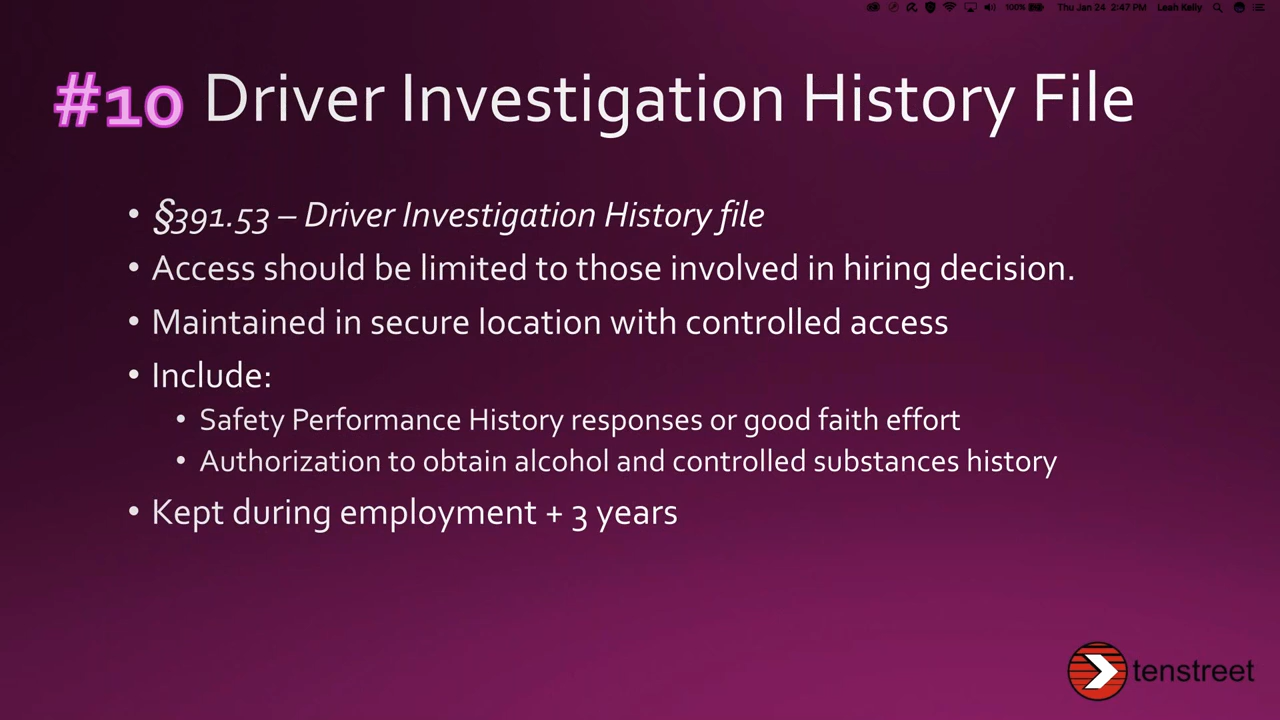 100% Thu Jan 24 2:47 PM Leah Kelly
#10 Driver Investigation History File
• §391.53 – Driver Investigation History file
• Access should be limited to those involved in hiring decision.
• Maintained in secure location with controlled access
• Include:
• Safety Performance History responses or good faith effort
• Authorization to obtain alcohol and controlled substances history
• Kept during employment + 3 years
tenstreet